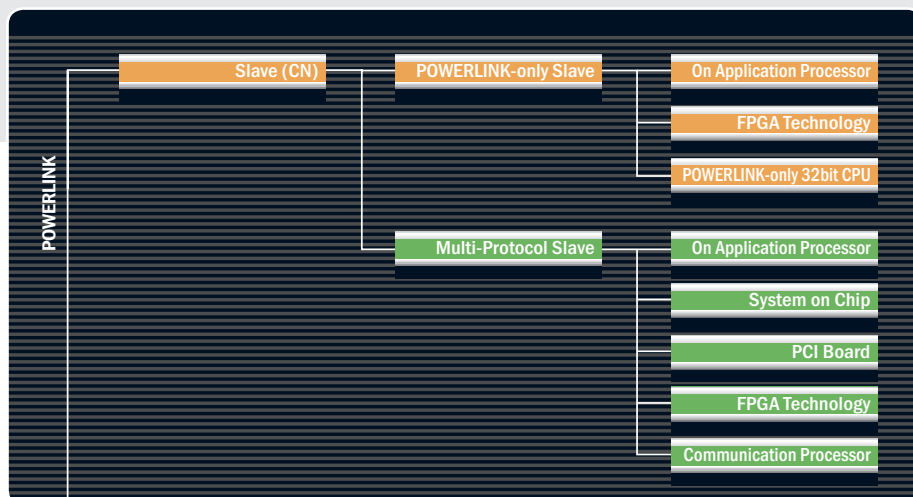 POWERLINK
Slave (CN)
POWERLINK-only Slave
On Application Processor
FPGA Technology
POWERLINK-only 32bit CPU
Multi-Protocol Slave
On Application Processor
System on Chip
PCI Board
FPGA Technology
Communication Processor